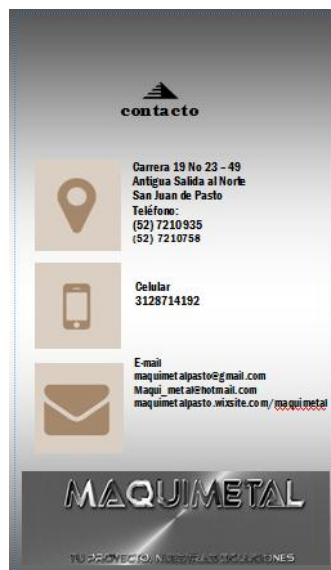 contacto
Carrera 19 No 23 – 49
Antigua Salida al Norte
San Juan de Pasto
Teléfono:
(52) 7210935
(52) 7210758
Celular
3128714192
E-mail
maquimetalpasto@gmail.com
Maqui_metal@hotmail.com
maquimetalpasto.wixsite.com/maquimetal
MAQUIMETAL
TU PROYECTO, NUESTRAS SOLUCIONES